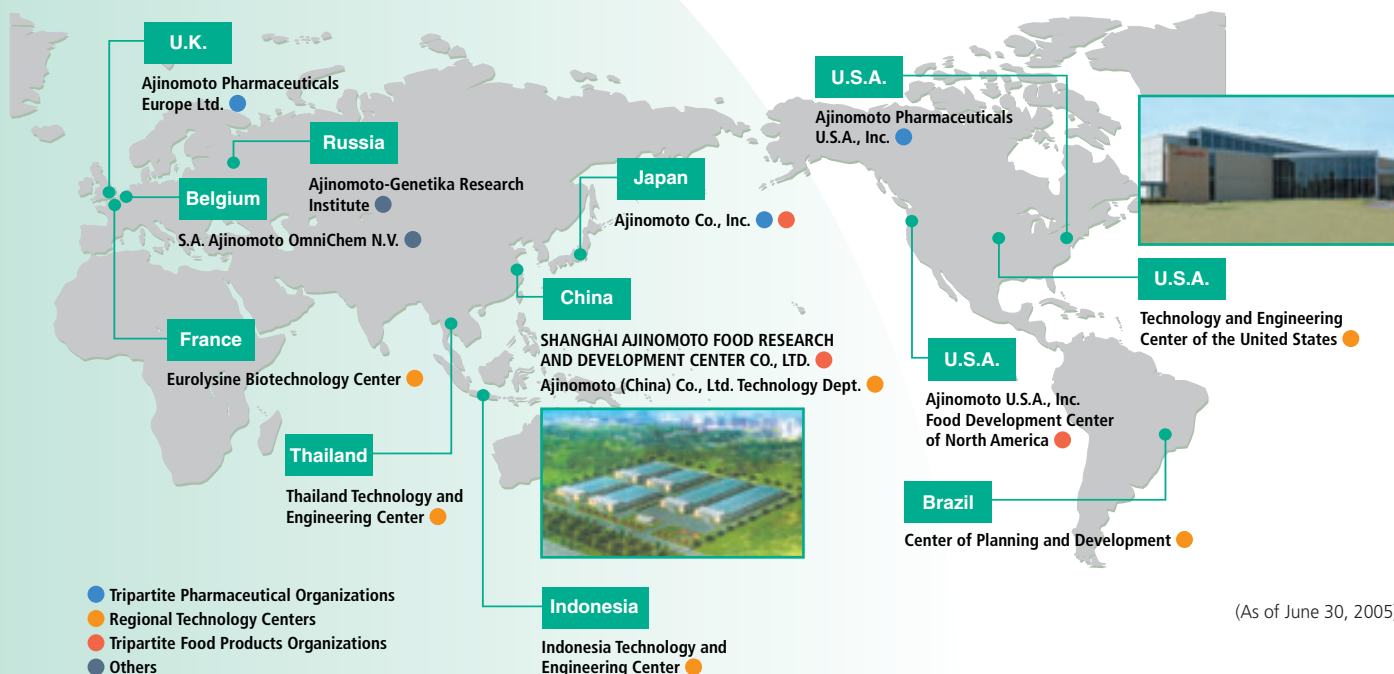 U.K.
Ajinomoto Pharmaceuticals
Europe Ltd.
Russia
Ajinomoto-Genetika Research
Institute
Belgium
S.A. Ajinomoto OmniChem N.V.
France
Eurolysine Biotechnology Center
Thailand
Thailand Technology and
Engineering Center
Japan
Ajinomoto Co., Inc.
China
SHANGHAI AJINOMOTO FOOD RESEARCH
AND DEVELOPMENT CENTER CO., LTD.
Ajinomoto (China) Co., Ltd. Technology Dept.
Indonesia
Indonesia Technology and
Engineering Center
U.S.A.
Ajinomoto Pharmaceuticals
U.S.A., Inc.
U.S.A.
Technology and Engineering
Center of the United States
U.S.A.
Ajinomoto U.S.A., Inc.
Food Development Center
of North America
Brazil
Center of Planning and Development
Tripartite Pharmaceutical Organizations
Regional Technology Centers
Tripartite Food Products Organizations
Others
(As of June 30, 2005)